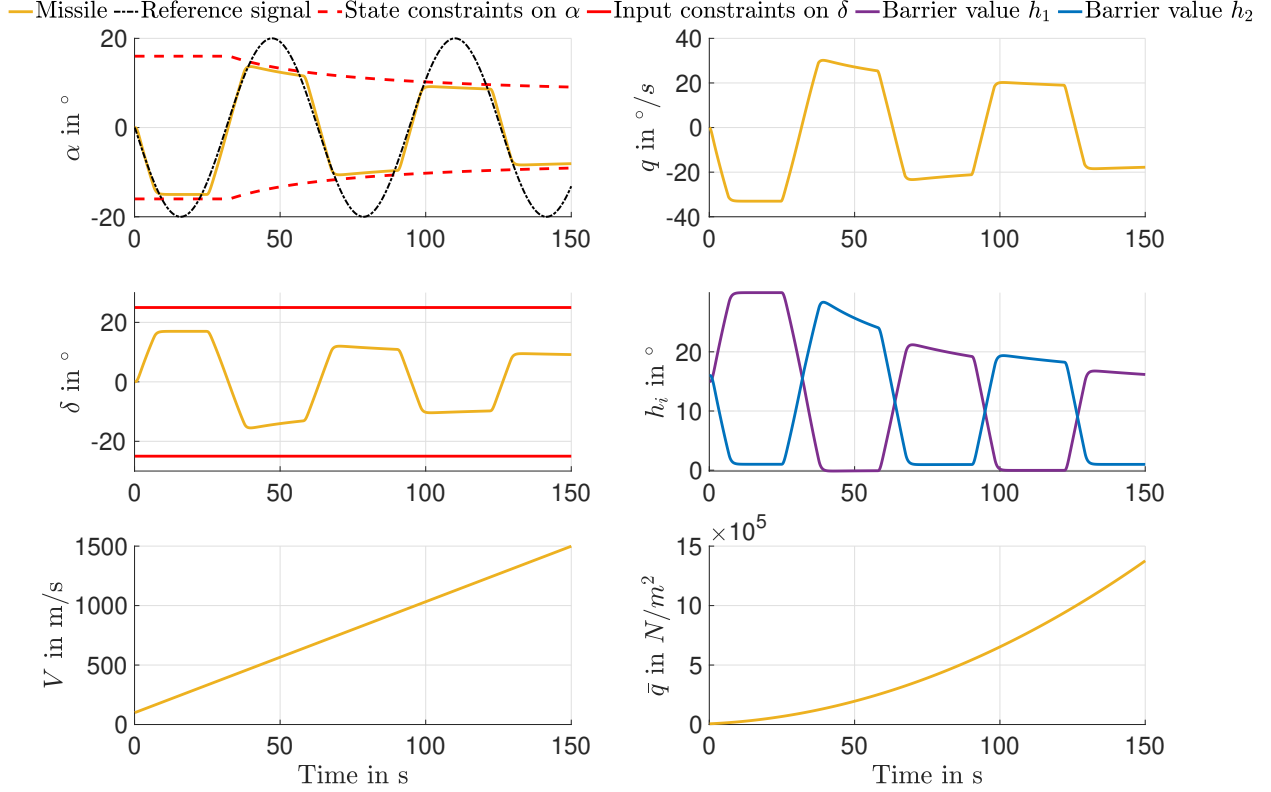 Missile Reference signal State constraints on α Input constraints on δ Barrier value h₁ Barrier value h₂
20
0
-20
α in °
0 50 100 150
40
20
0
-20
-40
q in °/s
0 50 100 150
20
0
-20
δ in °
0 50 100 150
20
10
0
hᵢ in °
0 50 100 150
1500
1000
500
0
V in m/s
0 50 100 150
Time in s
×10⁵
15
10
5
0
q̄ in N/m²
0 50 100 150
Time in s